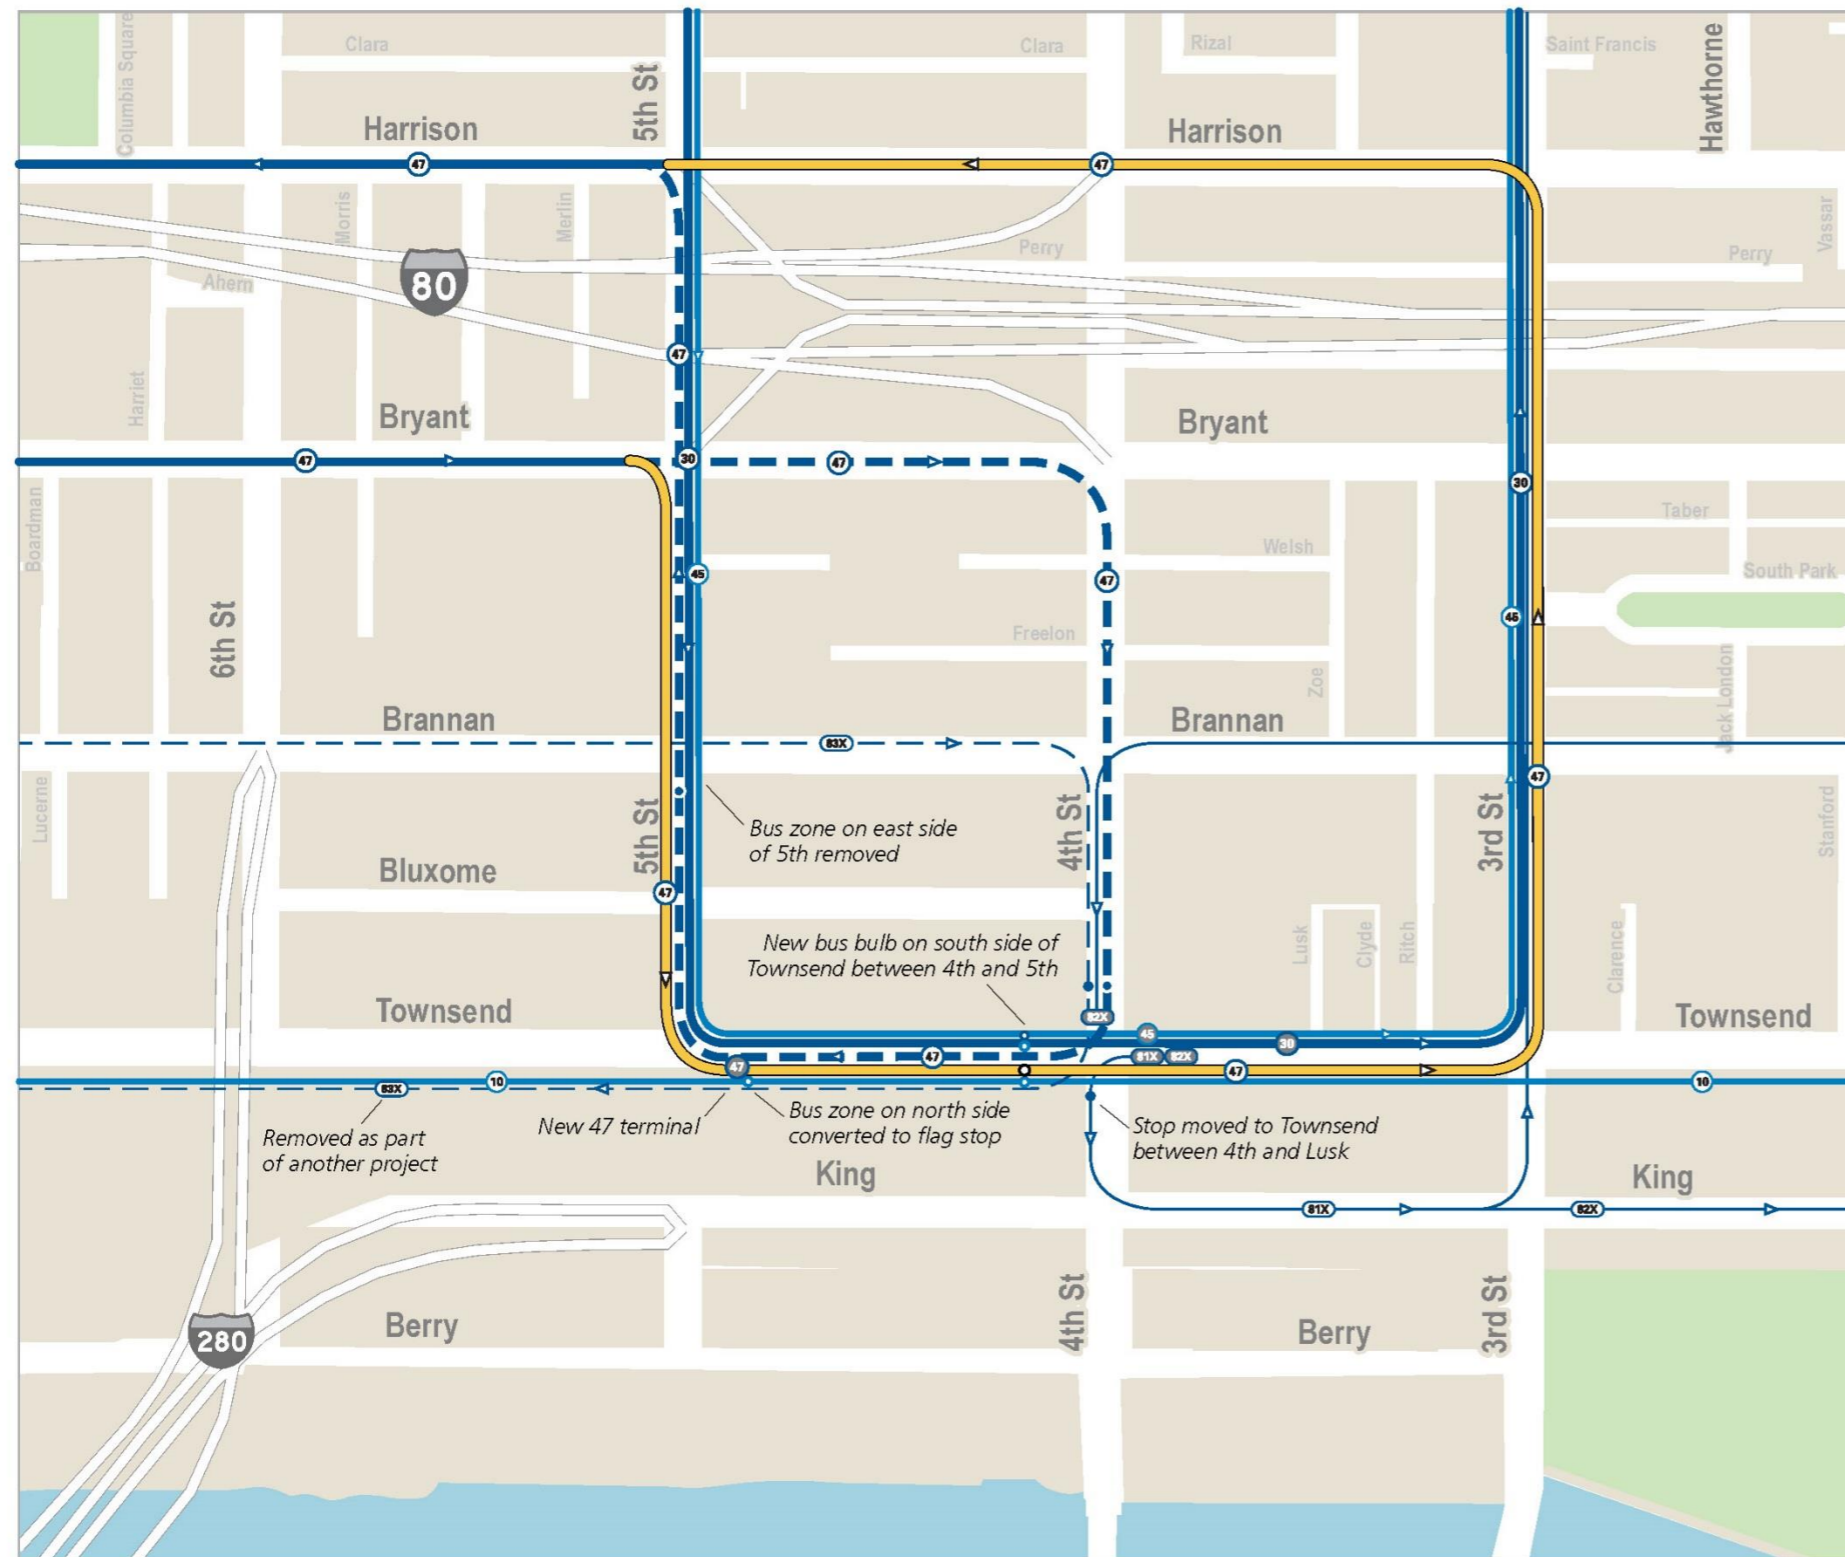 Columbia Square
Clara
5th St
Clara
Rizal
Saint Francis
Hawthorne
Harrison
Harrison
47
47
Morris
Merlin
Perry
Perry
Vassar
Ahern
80
47
Harriet
Bryant
Bryant
47
30
47
30
Boardman
Taber
Welsh
South Park
45
47
Freelon
45
6th St
Zoe
Jack London
Brannan
Brannan
83X
47
Lucerne
5th St
Bus zone on east side
of 5th removed
4th St
3rd St
Stanford
Bluxome
47
New bus bulb on south side of
Townsend between 4th and 5th
Lusk
Clyde
Ritch
Clarence
Townsend
Townsend
82X
45
30
47
81X
82X
47
47
83X
10
10
Removed as part
of another project
New 47 terminal
Bus zone on north side
converted to flag stop
Stop moved to Townsend
between 4th and Lusk
King
King
81X
82X
4th St
3rd St
280
Berry
Berry